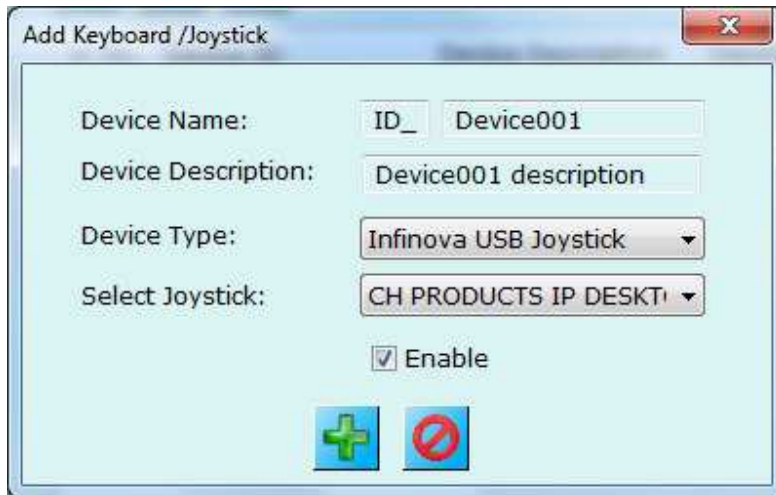 Add Keyboard /Joystick
Device Name: ID_ Device001
Device Description: Device001 description
Device Type: Infinova USB Joystick
Select Joystick: CH PRODUCTS IP DESKT
Enable